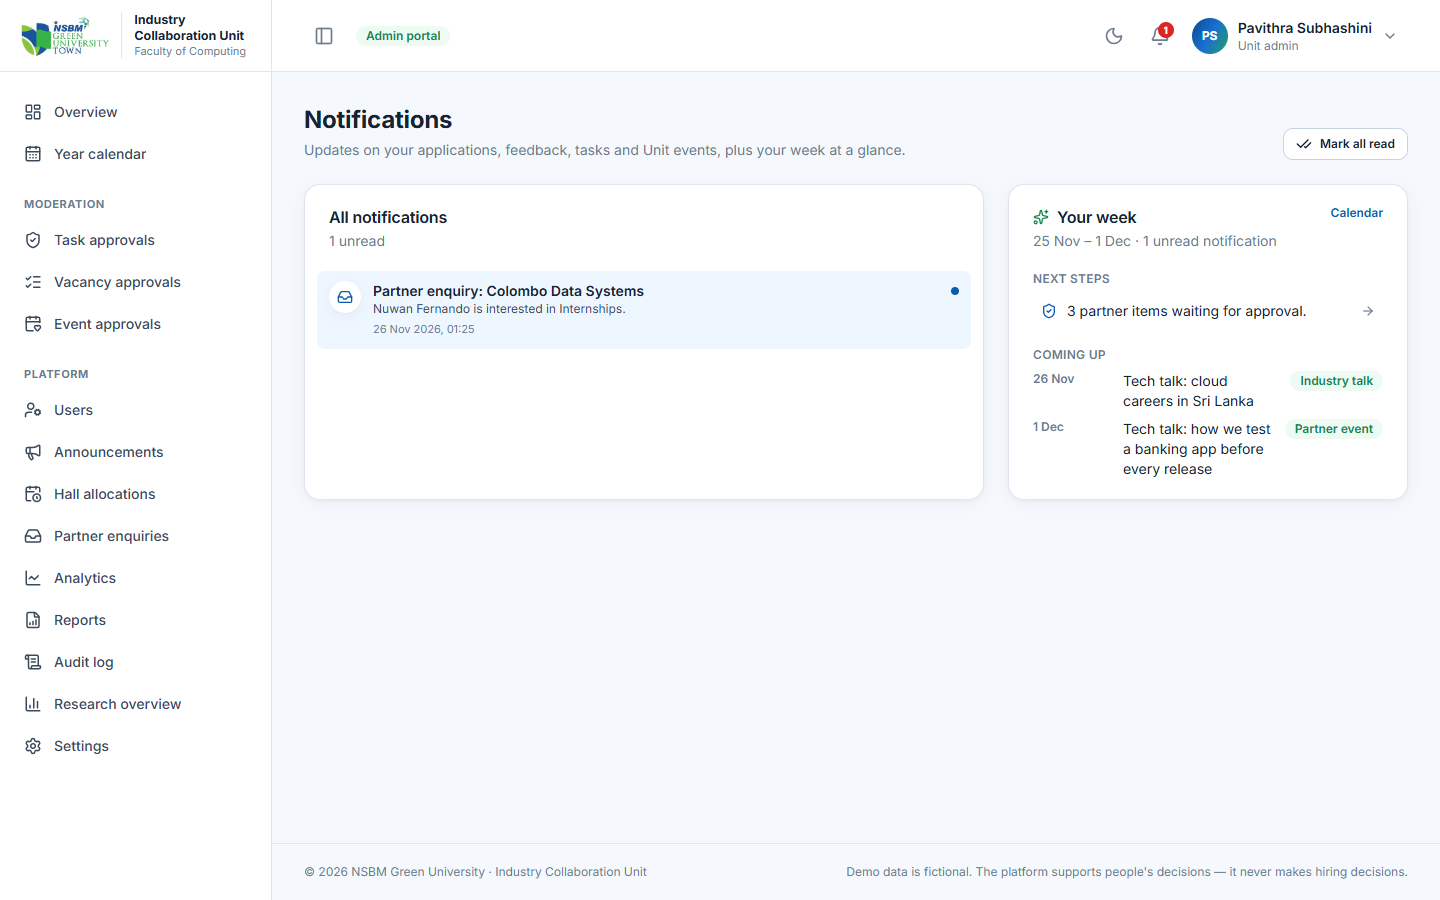 NSBM
GREEN
UNIVERSITY
TOWN
Industry
Collaboration Unit
Faculty of Computing
Admin portal
1
PS
Pavithra Subhashini
Unit admin
Overview
Year calendar
MODERATION
Task approvals
Vacancy approvals
Event approvals
PLATFORM
Users
Announcements
Hall allocations
Partner enquiries
Analytics
Reports
Audit log
Research overview
Settings
Notifications
Updates on your applications, feedback, tasks and Unit events, plus your week at a glance.
Mark all read
All notifications
1 unread
Partner enquiry: Colombo Data Systems
Nuwan Fernando is interested in Internships.
26 Nov 2026, 01:25
Your week
Calendar
25 Nov – 1 Dec · 1 unread notification
NEXT STEPS
3 partner items waiting for approval.
COMING UP
26 Nov
Tech talk: cloud
careers in Sri Lanka
Industry talk
1 Dec
Tech talk: how we test
a banking app before
every release
Partner event
© 2026 NSBM Green University · Industry Collaboration Unit
Demo data is fictional. The platform supports people's decisions — it never makes hiring decisions.